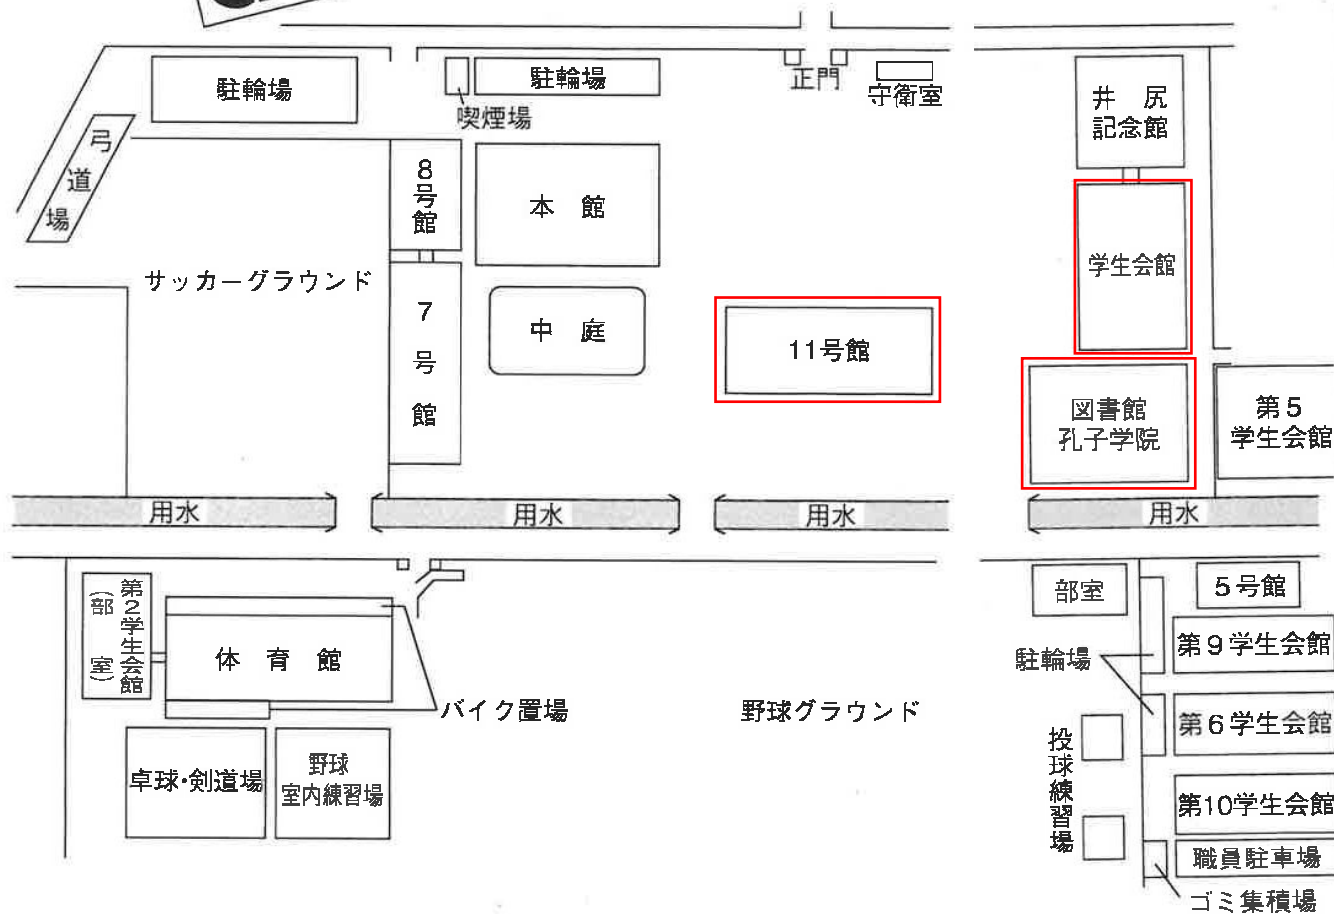 駐輪場
喫煙場
駐輪場
正門
守衛室
井 尻
記念館
弓道場
8号館
本 館
学生会館
サッカーグラウンド
7号館
中 庭
11号館
図書館
孔子学院
第5
学生会館
用水
用水
用水
用水
第2学生会館
(部 室)
体 育 館
バイク置場
野球グラウンド
部室
5号館
駐輪場
第9学生会館
第6学生会館
投球練習場
卓球・剣道場
野球
室内練習場
第10学生会館
職員駐車場
ゴミ集積場